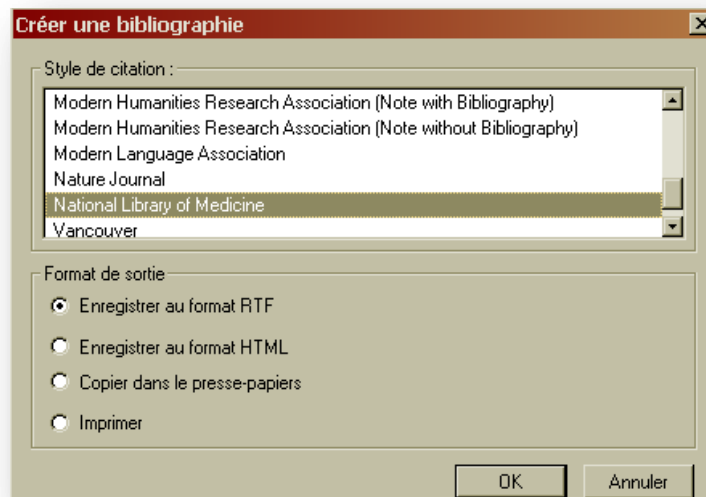 Créer une bibliographie
Style de citation :
Modern Humanities Research Association (Note with Bibliography)
Modern Humanities Research Association (Note without Bibliography)
Modern Language Association
Nature Journal
National Library of Medicine
Vancouver
Format de sortie
Enregistrer au format RTF
Enregistrer au format HTML
Copier dans le presse-papiers
Imprimer
OK Annuler